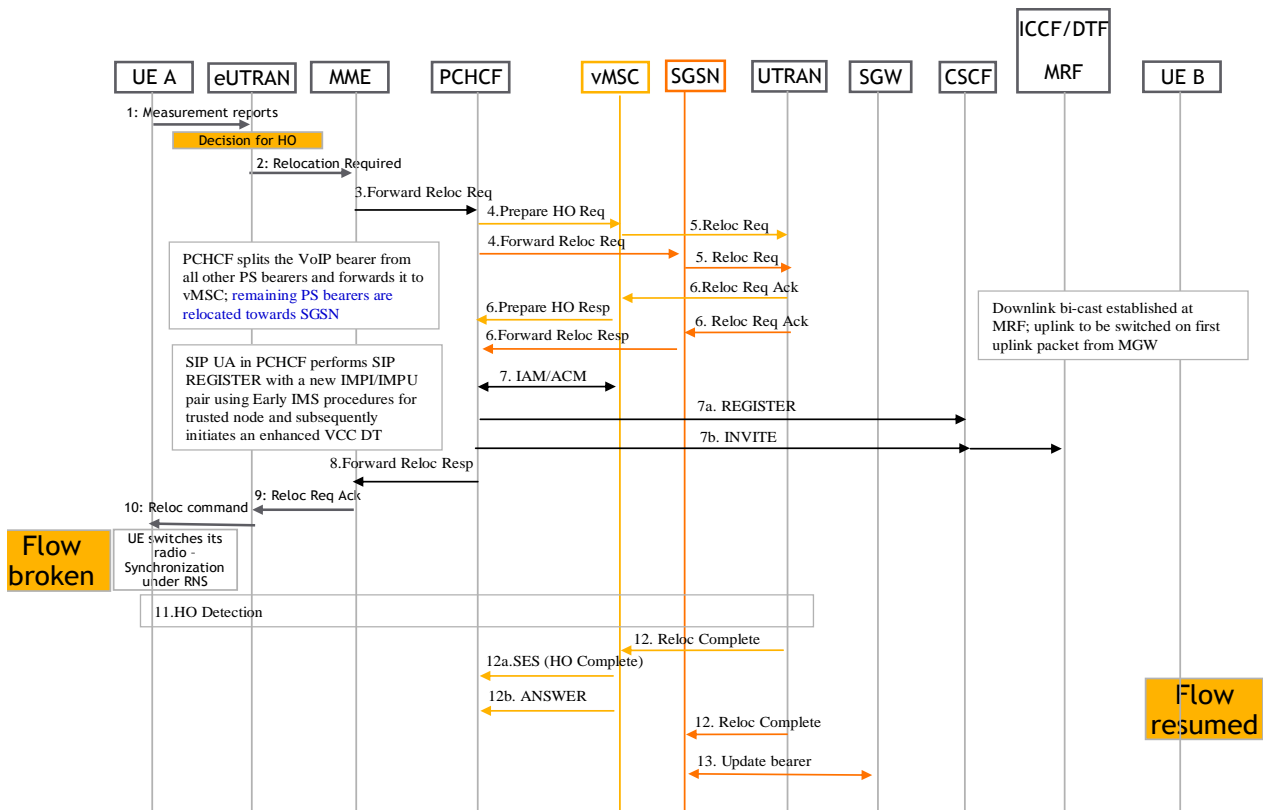 ICCF/DTF
MRF
UE A
eUTRAN
MME
PCHCF
vMSC
SGSN
UTRAN
SGW
CSCF
UE B
1: Measurement reports
Decision for HO
2: Relocation Required
3.Forward Reloc Req
4.Prepare HO Req
5.Reloc Req
4.Forward Reloc Req
5. Reloc Req
PCHCF splits the VoIP bearer from
all other PS bearers and forwards it to
vMSC; remaining PS bearers are
relocated towards SGSN
6.Reloc Req Ack
6.Prepare HO Resp
6. Reloc Req Ack
6.Forward Reloc Resp
Downlink bi-cast established at
MRF; uplink to be switched on first
uplink packet from MGW
SIP UA in PCHCF performs SIP
REGISTER with a new IMPI/IMPU
pair using Early IMS procedures for
trusted node and subsequently
initiates an enhanced VCC DT
7. IAM/ACM
7a. REGISTER
7b. INVITE
8.Forward Reloc Resp
9: Reloc Req Ack
10: Reloc command
Flow
broken
UE switches its
radio -
Synchronization
under RNS
11.HO Detection
12. Reloc Complete
12a.SES (HO Complete)
12b. ANSWER
Flow
resumed
12. Reloc Complete
13. Update bearer